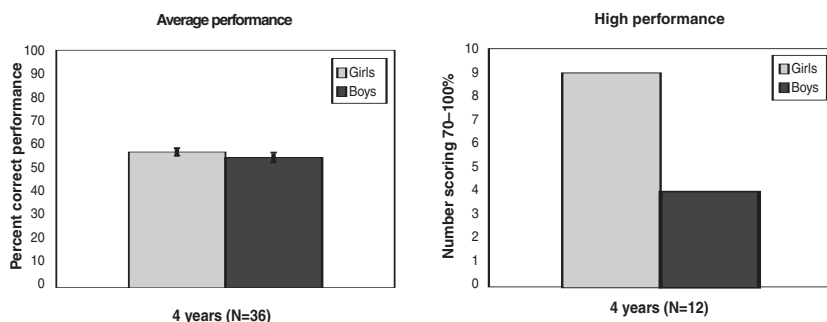 Average performance
Percent correct performance
100
90
80
70
60
50
40
30
20
10
0
Girls
Boys
4 years (N=36)
High performance
Number scoring 70–100%
10
9
8
7
6
5
4
3
2
1
0
Girls
Boys
4 years (N=12)